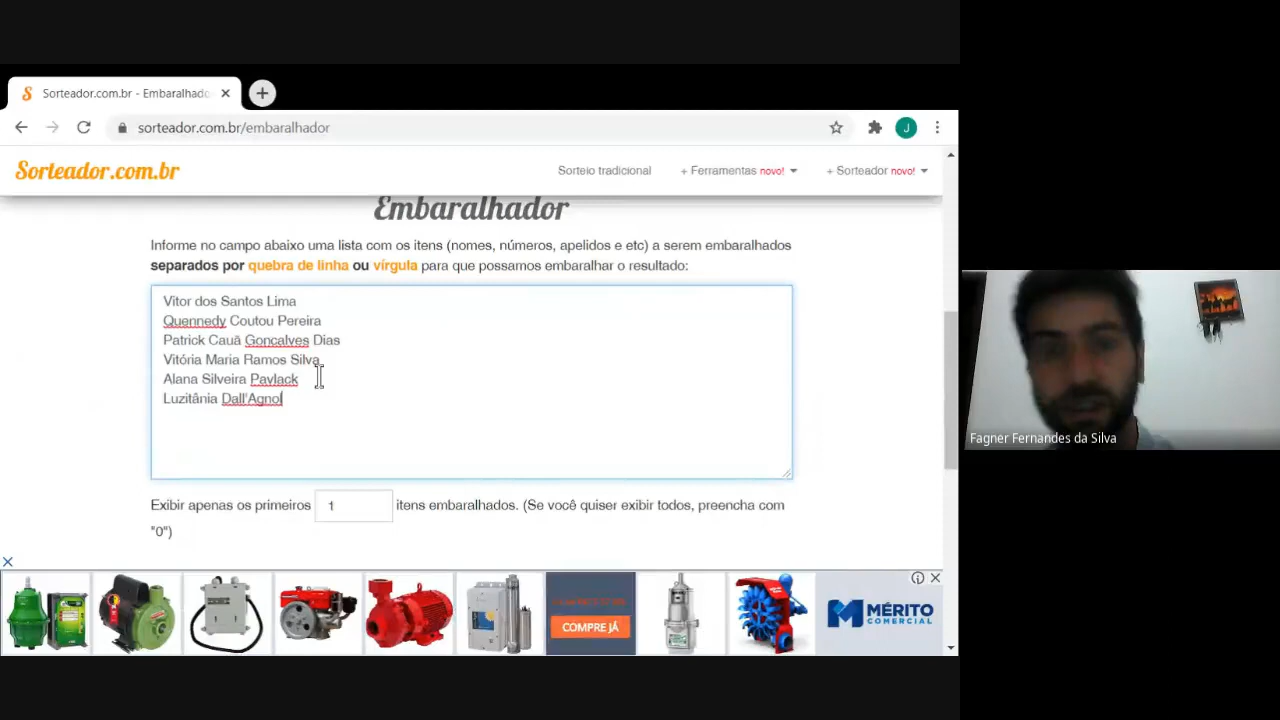 Sorteador.com.br - Embaralhado
sorteador.com.br/embaralhador
J
Sorteador.com.br
Sorteio tradicional
+ Ferramentas novo!
+ Sorteador novo!
Embaralhador
Informe no campo abaixo uma lista com os itens (nomes, números, apelidos e etc) a serem embaralhados
separados por quebra de linha ou vírgula para que possamos embaralhar o resultado:
Vitor dos Santos Lima
Quennedy Coutou Pereira
Patrick Cauã Goncalves Dias
Vitória Maria Ramos Silva
Alana Silveira Pavlack
Luzitânia Dall'Agnol
Exibir apenas os primeiros 1 itens embaralhados. (Se você quiser exibir todos, preencha com
"0")
COMPRE JÁ
MÉRITO
COMERCIAL
Fagner Fernandes da Silva